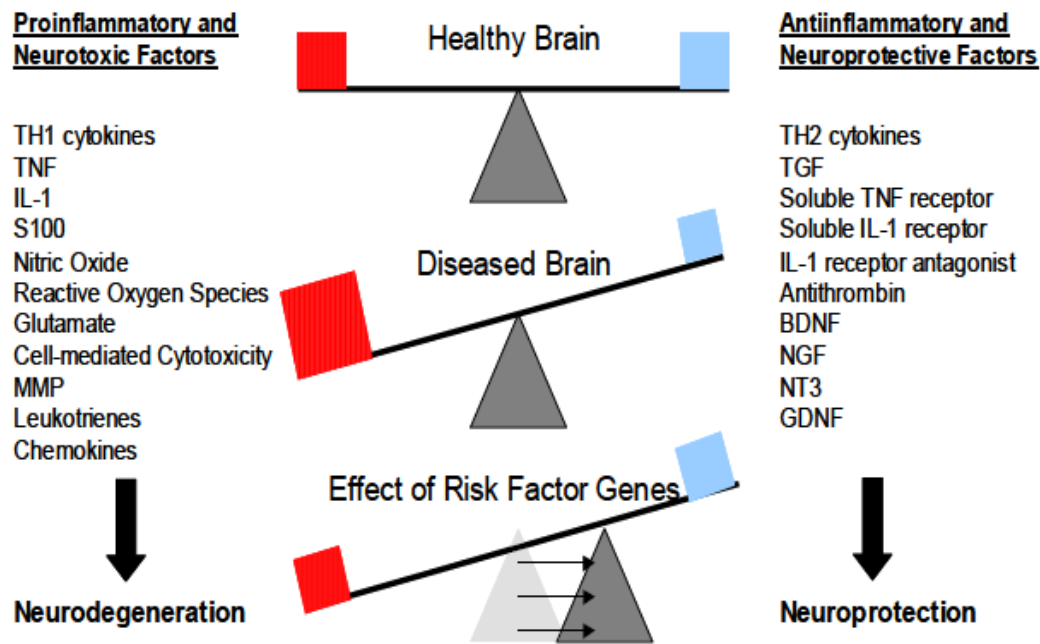 Proinflammatory and
Neurotoxic Factors
TH1 cytokines
TNF
IL-1
S100
Nitric Oxide
Reactive Oxygen Species
Glutamate
Cell-mediated Cytotoxicity
MMP
Leukotrienes
Chemokines
Neurodegeneration
Healthy Brain
Diseased Brain
Effect of Risk Factor Genes
Antiinflammatory and
Neuroprotective Factors
TH2 cytokines
TGF
Soluble TNF receptor
Soluble IL-1 receptor
IL-1 receptor antagonist
Antithrombin
BDNF
NGF
NT3
GDNF
Neuroprotection